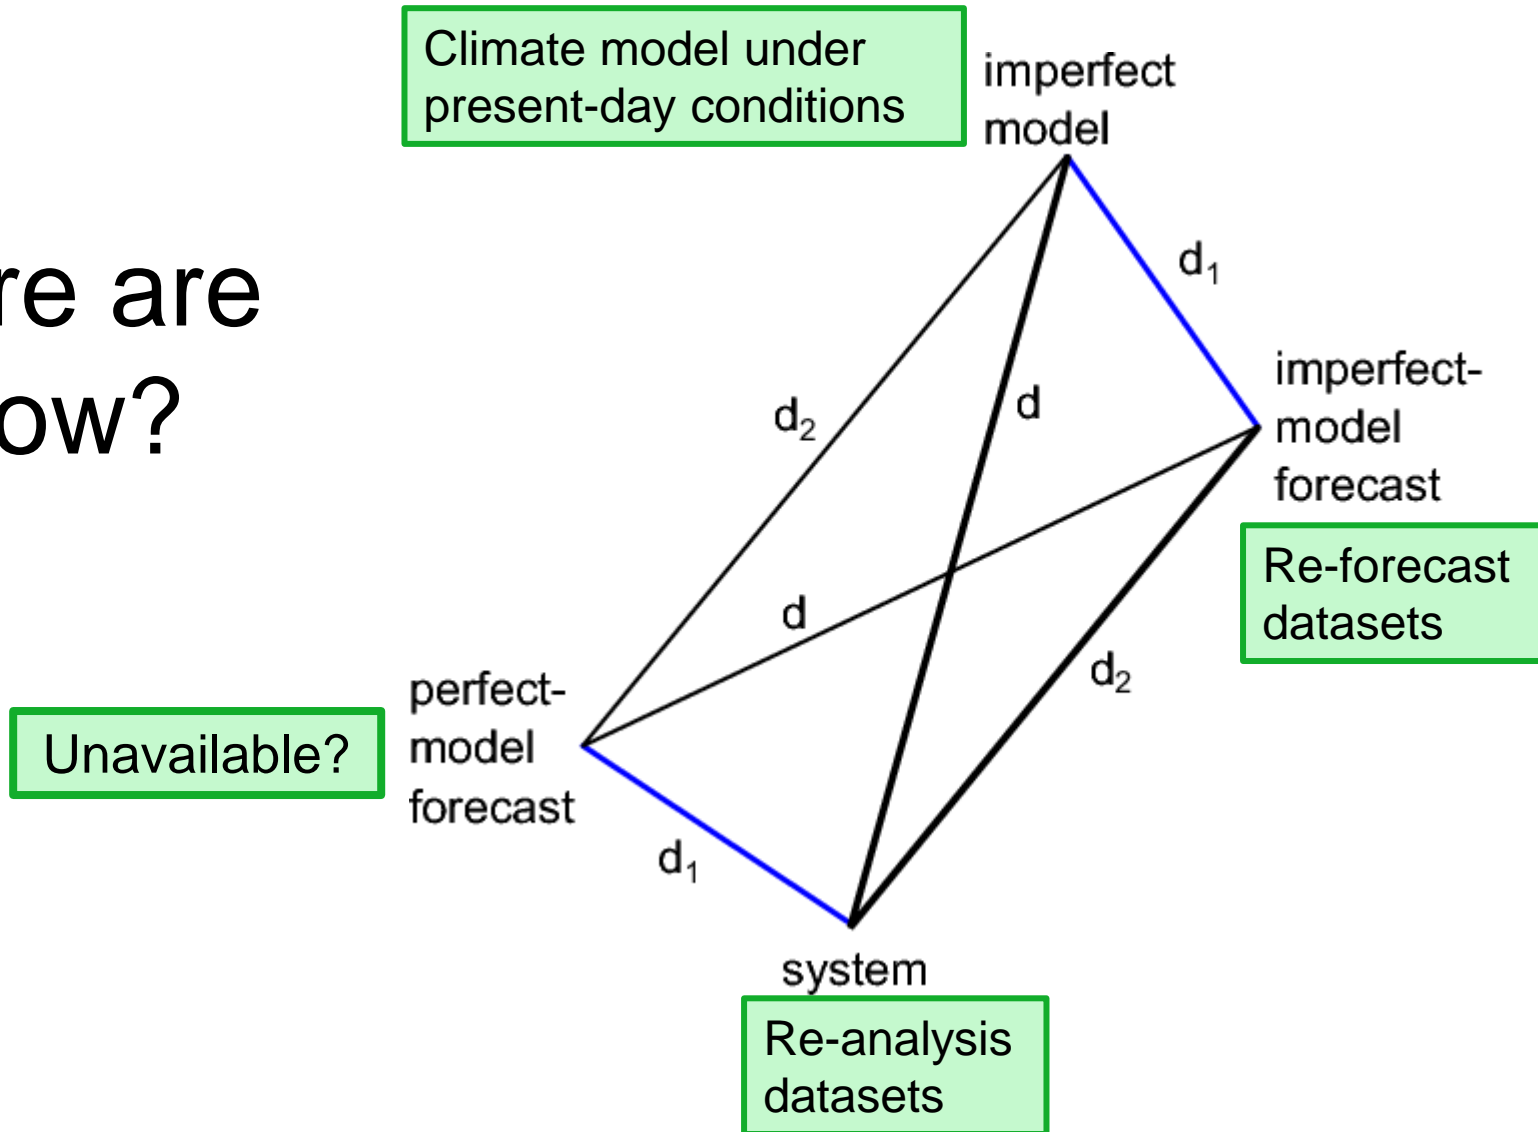 Climate model under
present-day conditions
imperfect
model
re are
ow?
d₁
d₂
d
imperfect-
model
forecast
Re-forecast
datasets
d
d₂
perfect-
model
forecast
Unavailable?
d₁
system
Re-analysis
datasets